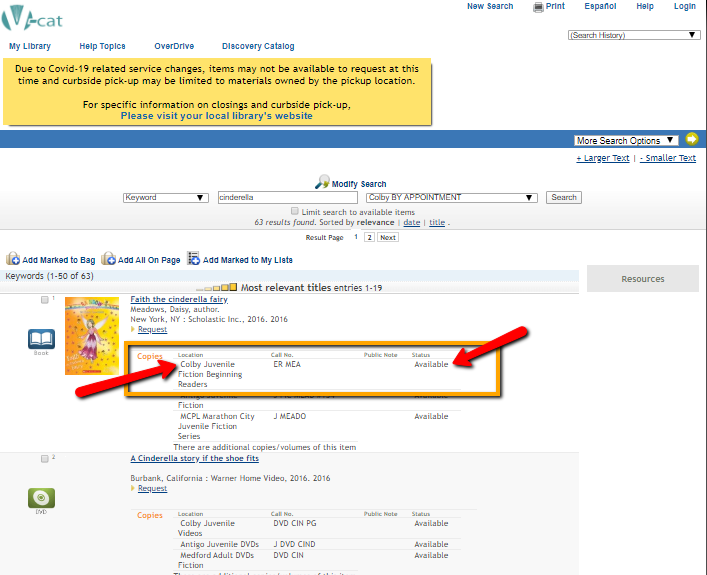 V-cat
New Search Print Español Help Login
My Library Help Topics OverDrive Discovery Catalog
(Search History)
Due to Covid-19 related service changes, items may not be available to request at this
time and curbside pick-up may be limited to materials owned by the pickup location.
For specific information on closings and curbside pick-up,
Please visit your local library's website
More Search Options
+ Larger Text | - Smaller Text
Modify Search
Keyword cinderella Colby BY APPOINTMENT Search
Limit search to available items
63 results found. Sorted by relevance | date | title .
Result Page 1 2 Next
Add Marked to Bag Add All On Page Add Marked to My Lists
Keywords (1-50 of 63)
Resources
Most relevant titles entries 1-19
1 Faith the cinderella fairy
Meadows, Daisy, author.
New York, NY : Scholastic Inc., 2016. 2016
Request
Book
Copies Location Call No. Public Note Status
Colby Juvenile ER MEA Available
Fiction Beginning
Readers
Antigo Juvenile Available
Fiction
MCPL Marathon City J MEADO Available
Juvenile Fiction
Series
There are additional copies/volumes of this item
2 A Cinderella story if the shoe fits
Burbank, California : Warner Home Video, 2016. 2016
Request
DVD
Copies Location Call No. Public Note Status
Colby Juvenile DVD CIN PG Available
Videos
Antigo Juvenile DVDs J DVD CIND Available
Medford Adult DVDs DVD CIN Available
Fiction